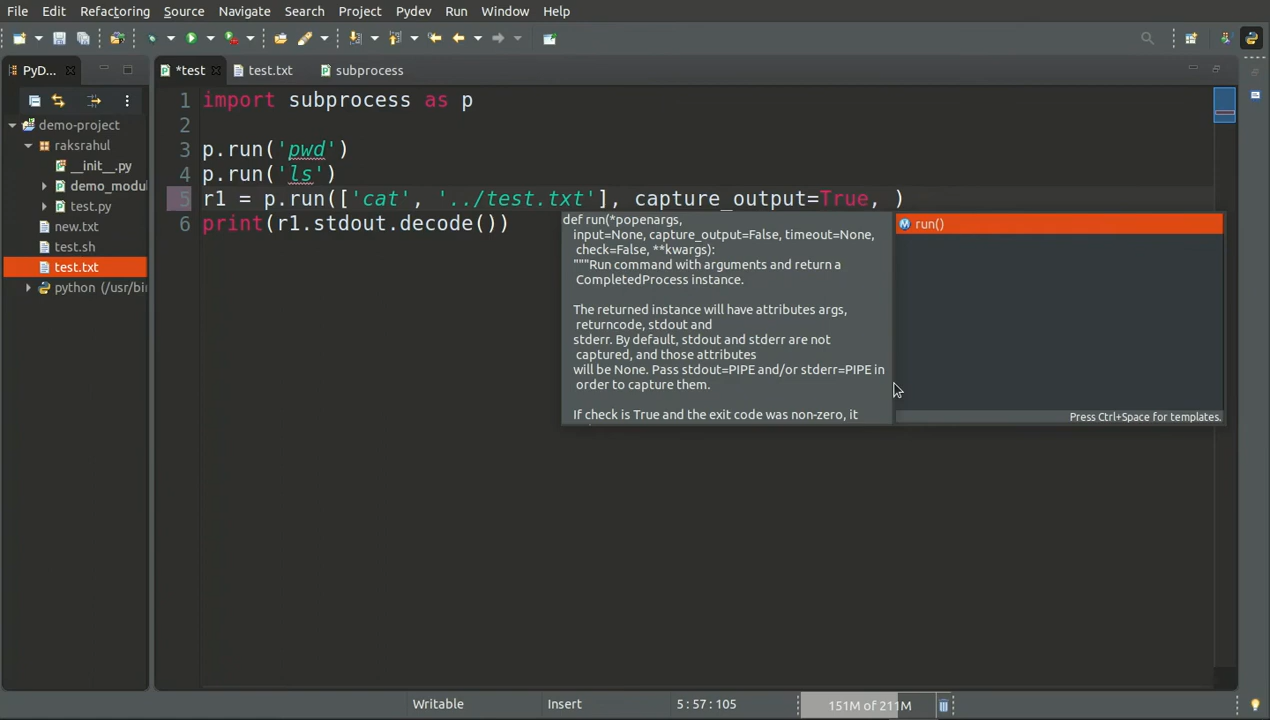 File Edit Refactoring Source Navigate Search Project Pydev Run Window Help
PyD... *test test.txt subprocess
demo-project
raksrahul
__init__.py
demo_modul
test.py
new.txt
test.sh
test.txt
python (/usr/bin
1 import subprocess as p
2
3 p.run('pwd')
4 p.run('ls')
5 r1 = p.run(['cat', '../test.txt'], capture_output=True, )
6 print(r1.stdout.decode())
def run(*popenargs,
input=None, capture_output=False, timeout=None,
check=False, **kwargs):
"""Run command with arguments and return a
CompletedProcess instance.
The returned instance will have attributes args,
returncode, stdout and
stderr. By default, stdout and stderr are not
captured, and those attributes
will be None. Pass stdout=PIPE and/or stderr=PIPE in
order to capture them.
If check is True and the exit code was non-zero, it
run()
Press Ctrl+Space for templates.
Writable Insert 5 : 57 : 105 151M of 211M